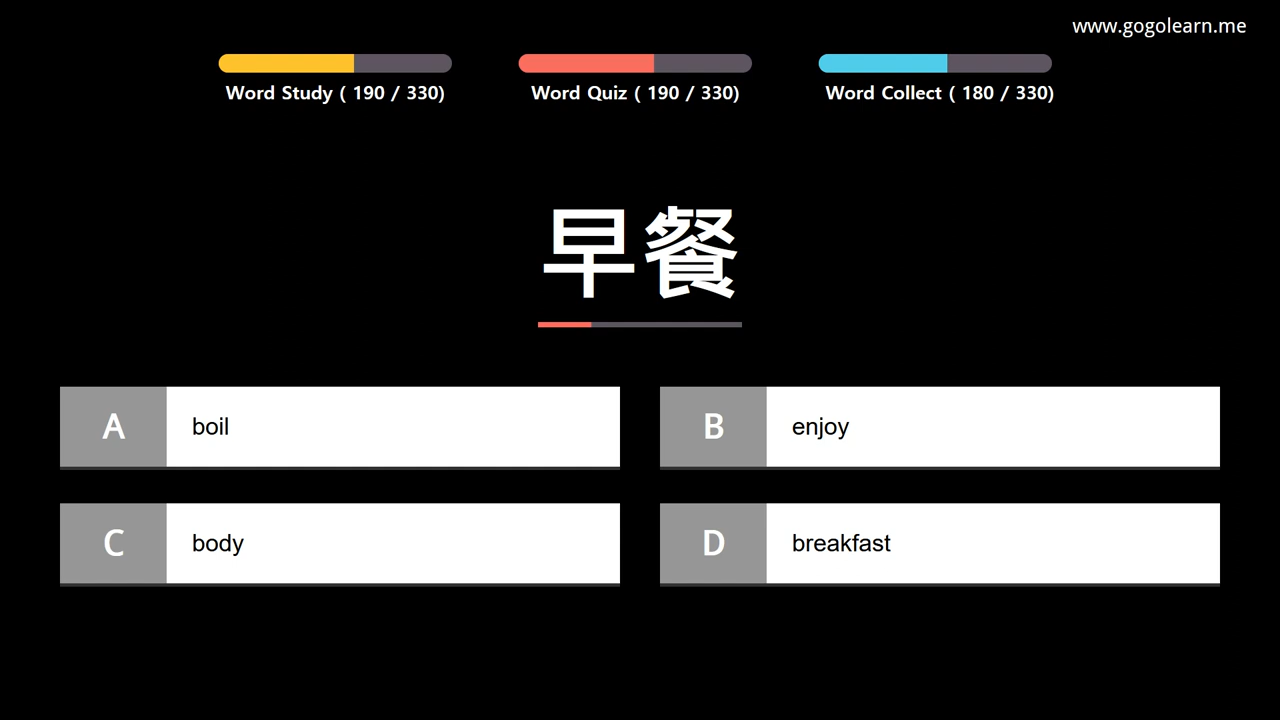 www.gogolearn.me
Word Study ( 190 / 330)
Word Quiz ( 190 / 330)
Word Collect ( 180 / 330)
早餐
A boil
B enjoy
C body
D breakfast